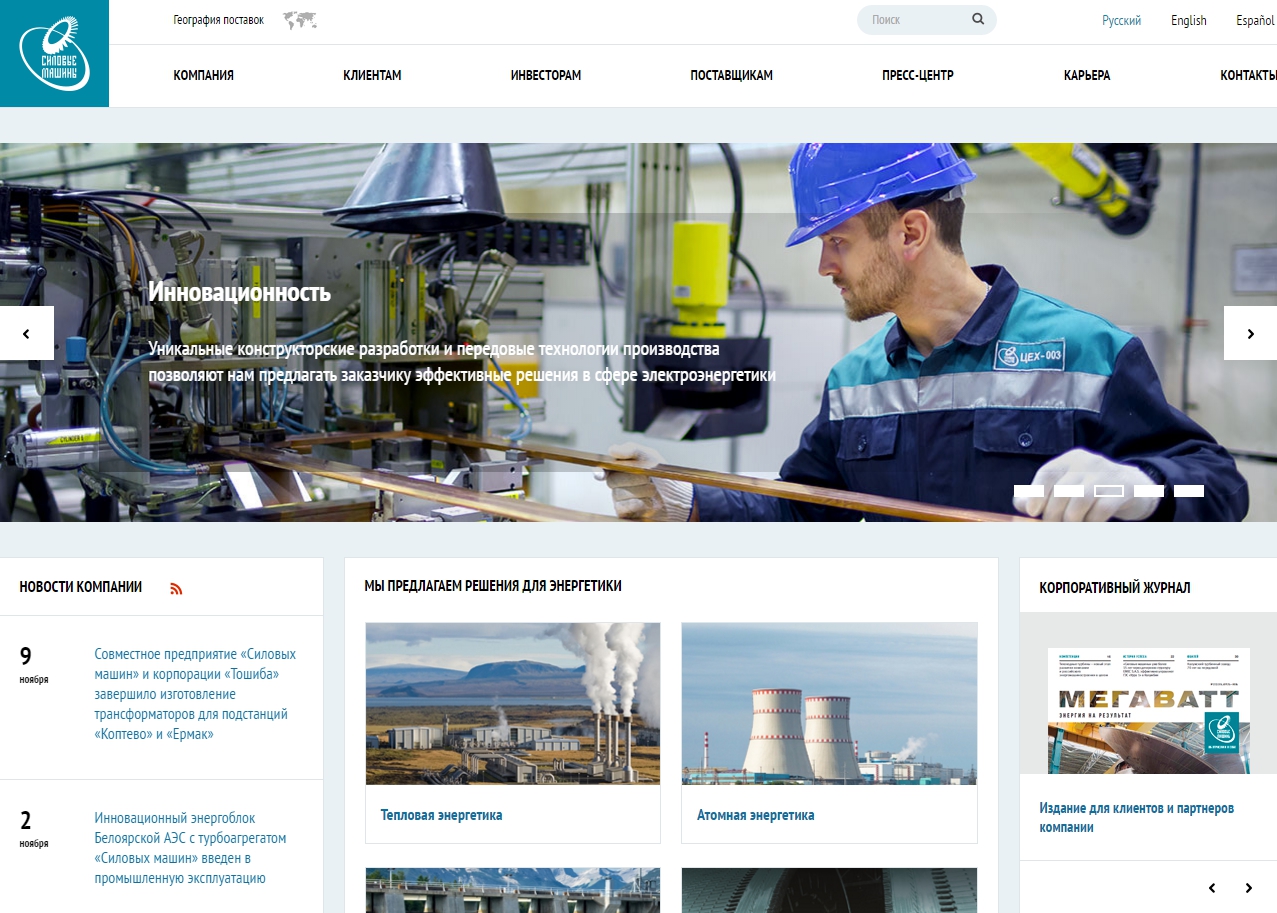 География поставок
Поиск
Русский
English
Español
СИЛОВЫЕ
МАШИНЫ
КОМПАНИЯ
КЛИЕНТАМ
ИНВЕСТОРАМ
ПОСТАВЩИКАМ
ПРЕСС-ЦЕНТР
КАРЬЕРА
КОНТАКТЫ
Инновационность
Уникальные конструкторские разработки и передовые технологии производства
позволяют нам предлагать заказчику эффективные решения в сфере электроэнергетики
ЦЕХ-003
CYLINDER
НОВОСТИ КОМПАНИИ
9
ноября
Совместное предприятие «Силовых
машин» и корпорации «Тошиба»
завершило изготовление
трансформаторов для подстанций
«Коптево» и «Ермак»
2
ноября
Инновационный энергоблок
Белоярской АЭС с турбоагрегатом
«Силовых машин» введен в
промышленную эксплуатацию
МЫ ПРЕДЛАГАЕМ РЕШЕНИЯ ДЛЯ ЭНЕРГЕТИКИ
Тепловая энергетика
Атомная энергетика
КОРПОРАТИВНЫЙ ЖУРНАЛ
МЕГАВАТТ
ЭНЕРГИЯ НА РЕЗУЛЬТАТ
Издание для клиентов и партнеров
компании